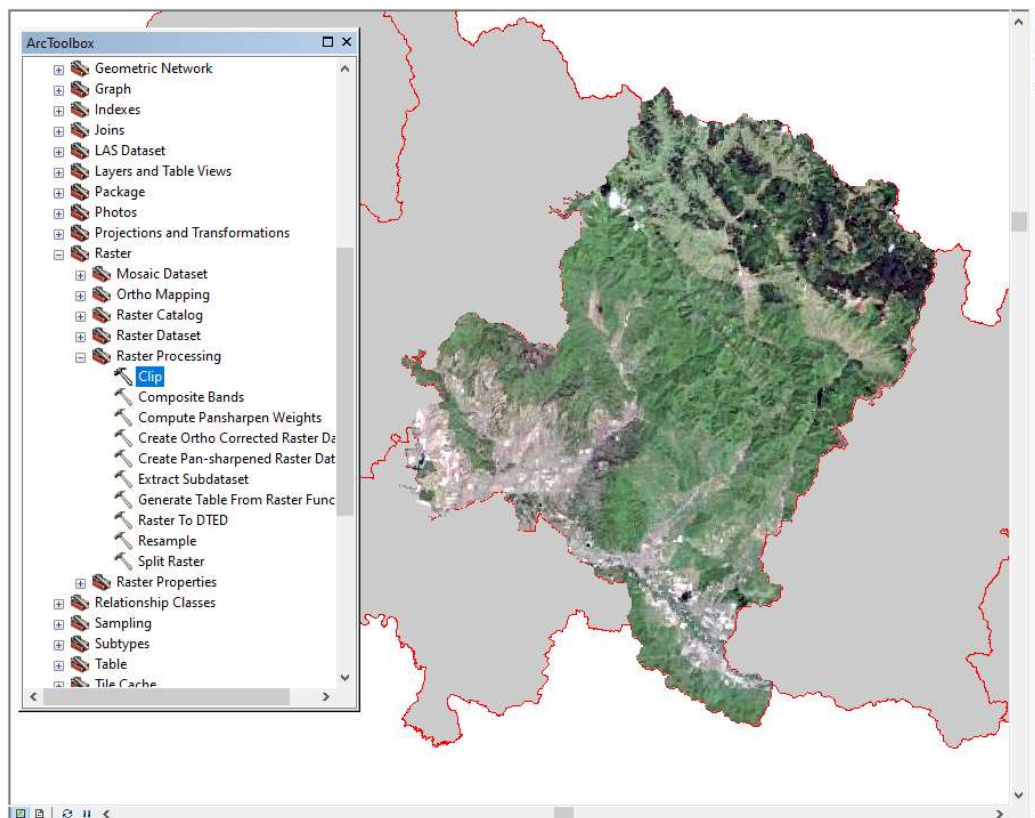 ArcToolbox
Geometric Network
Graph
Indexes
Joins
LAS Dataset
Layers and Table Views
Package
Photos
Projections and Transformations
Raster
Mosaic Dataset
Ortho Mapping
Raster Catalog
Raster Dataset
Raster Processing
Clip
Composite Bands
Compute Pansharpen Weights
Create Ortho Corrected Raster Da
Create Pan-sharpened Raster Dat
Extract Subdataset
Generate Table From Raster Func
Raster To DTED
Resample
Split Raster
Raster Properties
Relationship Classes
Sampling
Subtypes
Table
Tile Cache